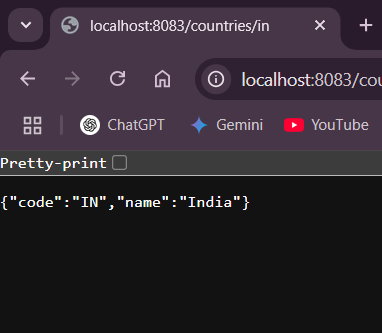 localhost:8083/countries/in
localhost:8083/cou
ChatGPT Gemini YouTube
Pretty-print
{"code":"IN","name":"India"}